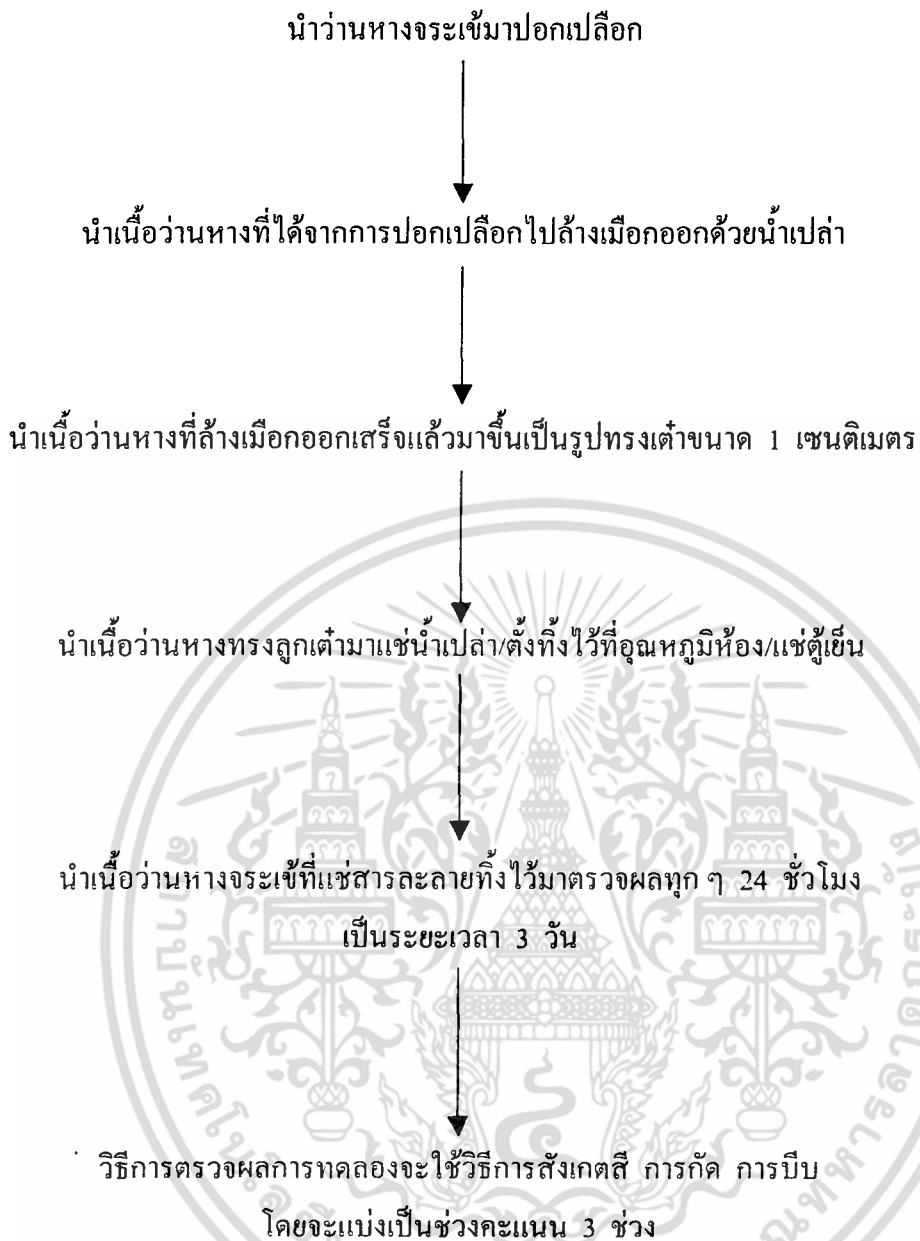 นำว่านหางจระเข้มาปอกเปลือก
นำเนื้อว่านหางที่ได้จากการปอกเปลือกไปล้างเมือกออกด้วยน้ำเปล่า
นำเนื้อว่านหางที่ล้างเมือกออกเสร็จแล้วมาขึ้นเป็นรูปทรงเต๋าขนาด 1 เซนติเมตร
นำเนื้อว่านหางทรงลูกเต๋ามาแช่น้ำเปล่า/ตั้งทิ้งไว้ที่อุณหภูมิห้อง/แช่ตู้เย็น
นำเนื้อว่านหางจระเข้ที่แช่สารละลายทิ้งไว้มาตรวจผลทุก ๆ 24 ชั่วโมง
เป็นระยะเวลา 3 วัน
วิธีการตรวจผลการทดลองจะใช้วิธีการสังเกตสี การกัด การบีบ
โดยจะแบ่งเป็นช่วงคะแนน 3 ช่วง